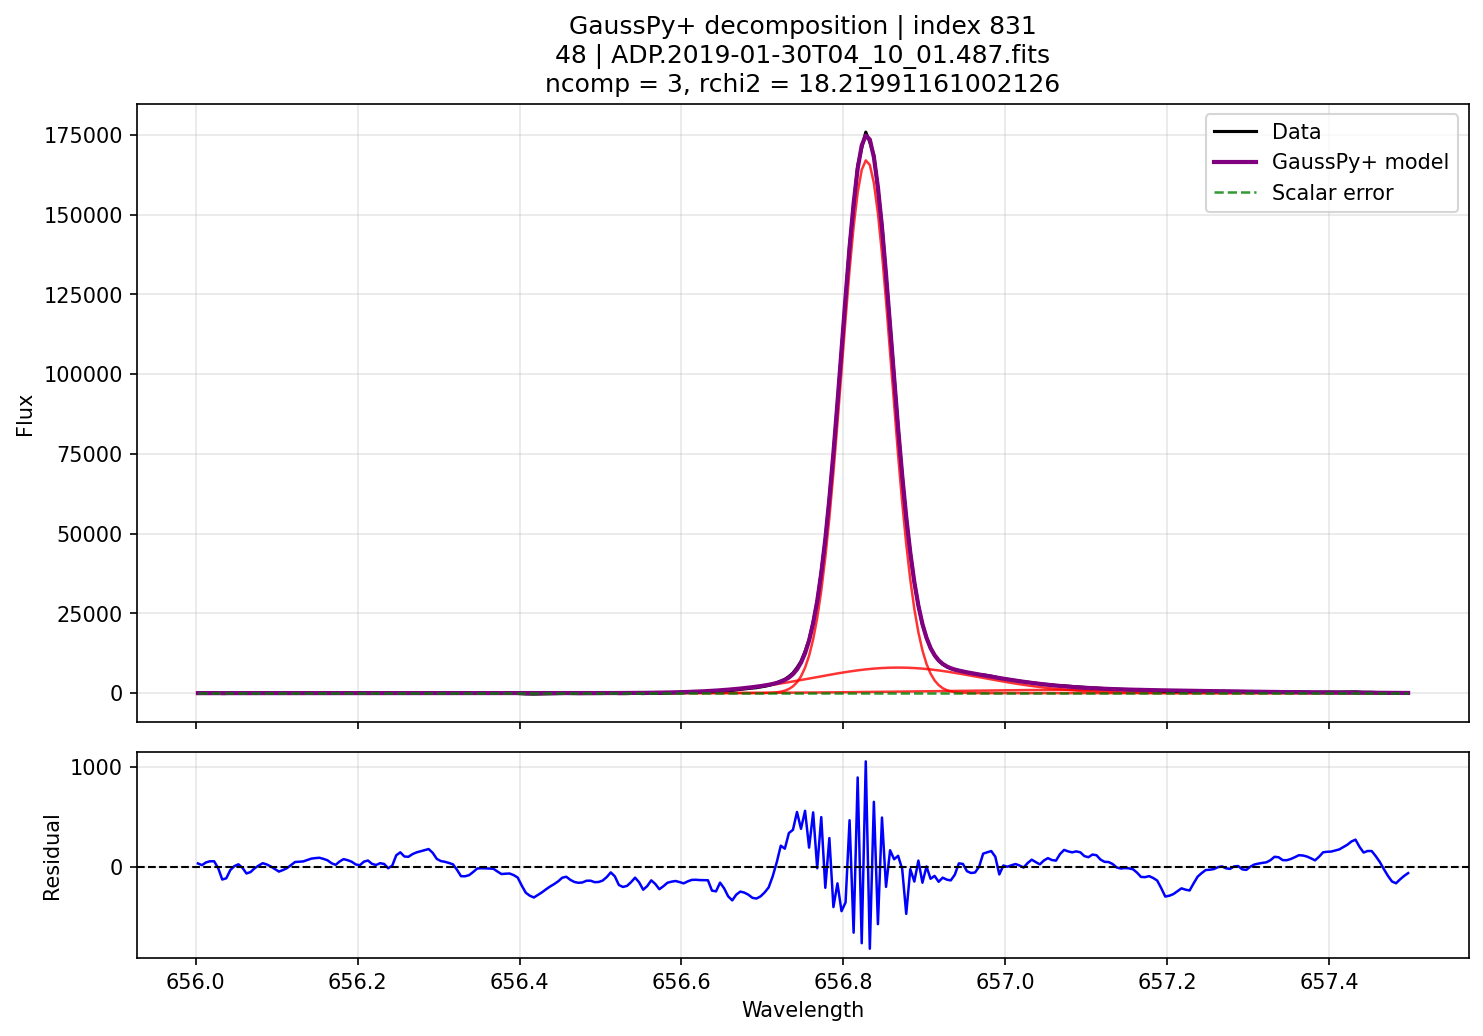 GaussPy+ decomposition | index 831
48 | ADP.2019-01-30T04_10_01.487.fits
ncomp = 3, rchi2 = 18.21991161002126
Data
GaussPy+ model
Scalar error
175000
150000
125000
100000
75000
50000
25000
0
Flux
1000
0
Residual
656.0 656.2 656.4 656.6 656.8 657.0 657.2 657.4
Wavelength